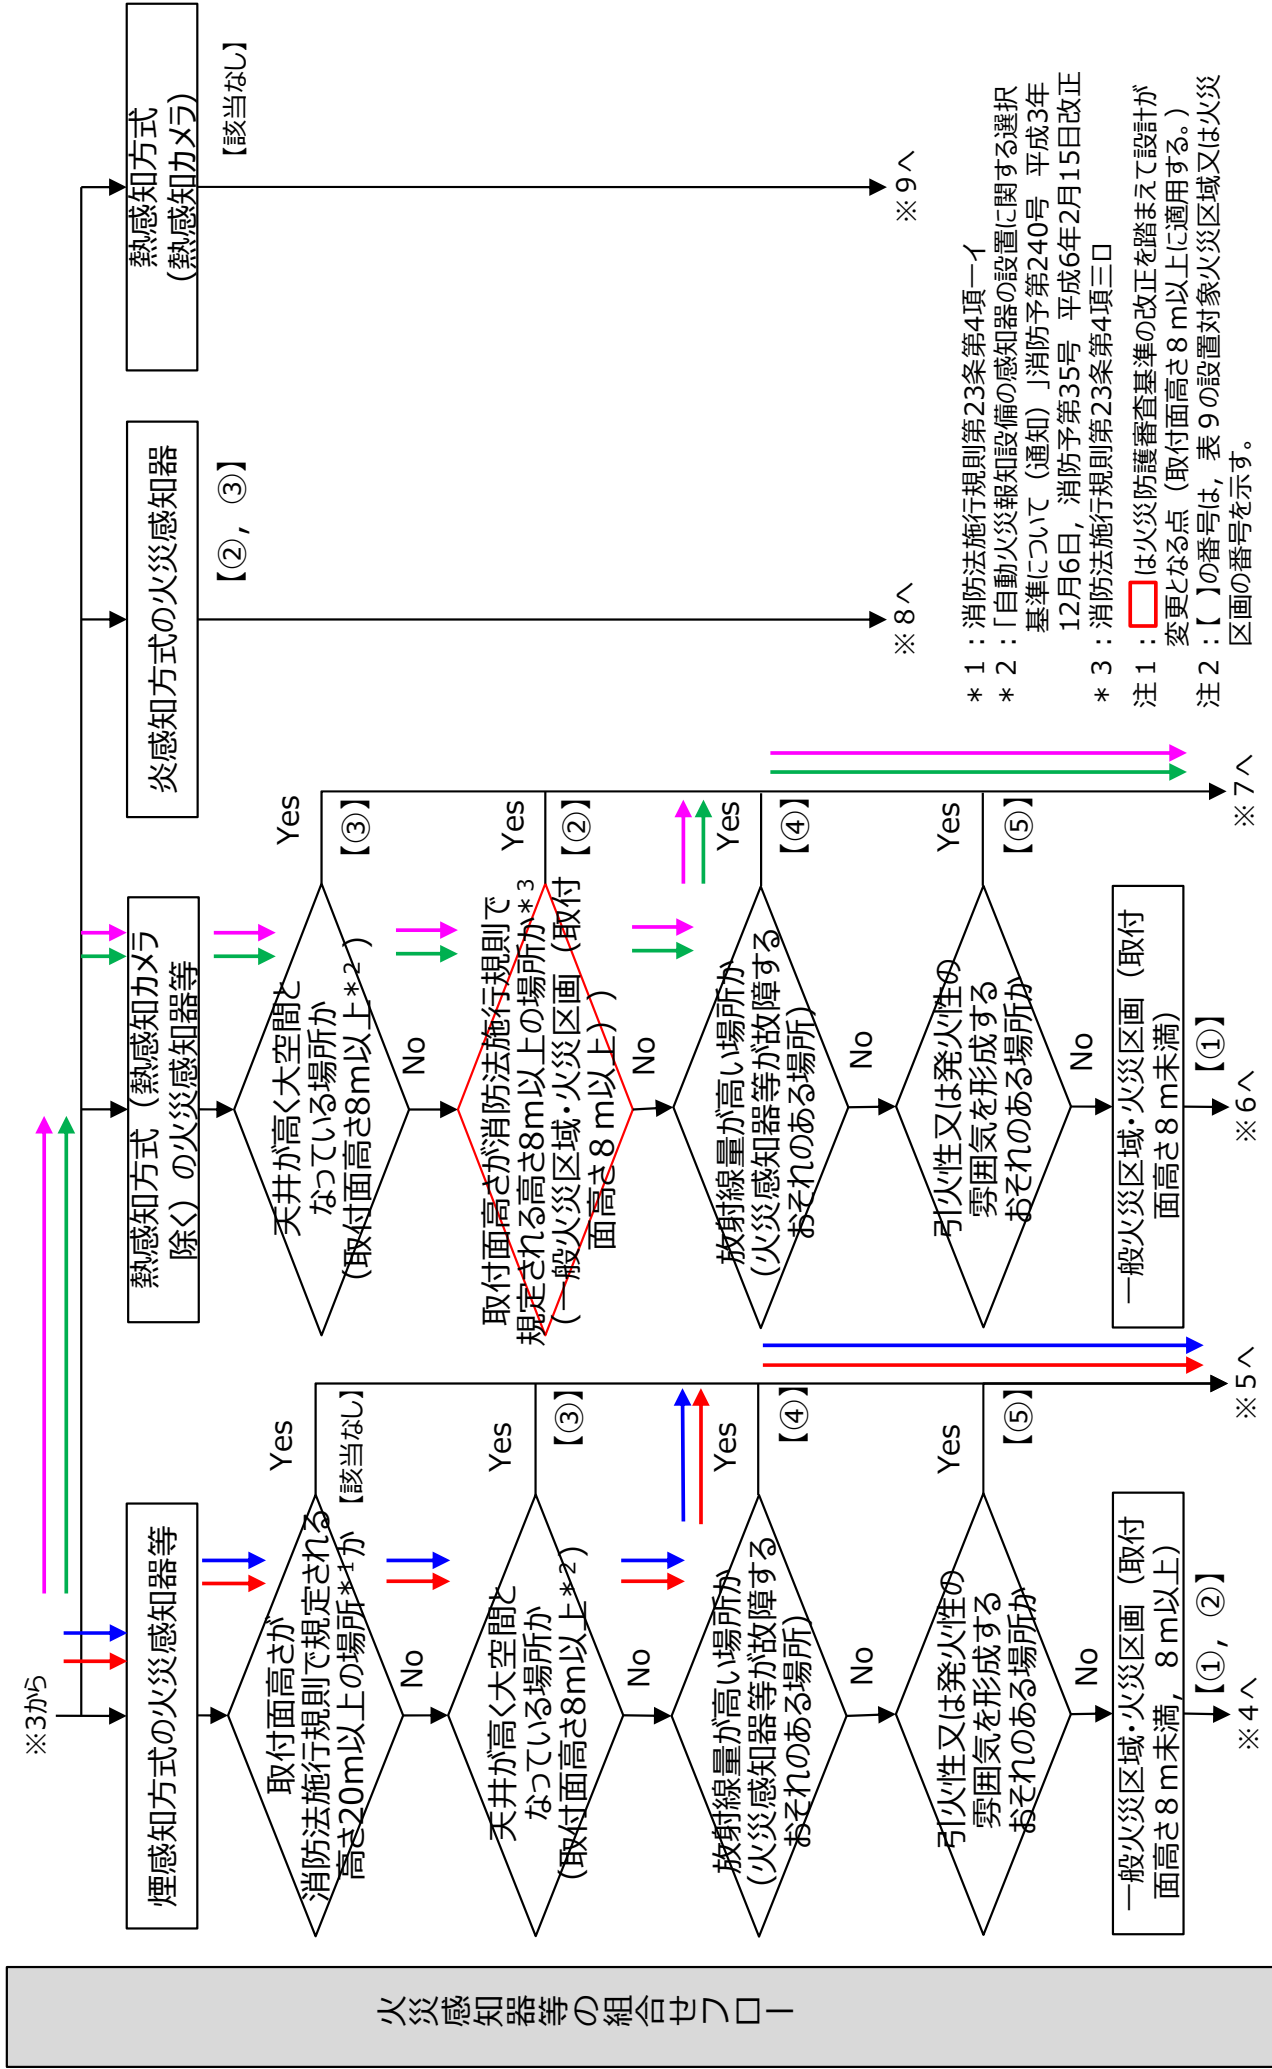 火災感知器等の組合せフロー
※3から
煙感知方式の火災感知器等
取付面高さが
消防法施行規則で規定される
高さ20m以上の場所*1か
Yes
【該当なし】
No
天井が高く大空間と
なっている場所か
(取付面高さ8m以上*2)
Yes
【③】
No
放射線量が高い場所か
(火災感知器等が故障する
おそれのある場所)
Yes
【④】
No
引火性又は発火性の
雰囲気を形成する
おそれのある場所か
Yes
【⑤】
No
一般火災区域・火災区画（取付
面高さ8m未満，8m以上）
【①，②】
※4へ
※5へ
熱感知方式（熱感知カメラ
除く）の火災感知器等
天井が高く大空間と
なっている場所か
(取付面高さ8m以上*2)
Yes
【③】
No
取付面高さが消防法施行規則で
規定される高さ8m以上の場所か*3
(一般火災区域・火災区画（取付
面高さ8m以上）)
Yes
【②】
No
放射線量が高い場所か
(火災感知器等が故障する
おそれのある場所)
Yes
【④】
No
引火性又は発火性の
雰囲気を形成する
おそれのある場所か
Yes
【⑤】
No
一般火災区域・火災区画（取付
面高さ8m未満）
【①】
※6へ
※7へ
炎感知方式の火災感知器
【②，③】
※8へ
熱感知方式
(熱感知カメラ)
【該当なし】
※9へ
*1：消防法施行規則第23条第4項一イ
*2：「自動火災報知設備の感知器の設置に関する選択
基準について（通知）」消防予第240号　平成3年
12月6日，消防予第35号　平成6年2月15日改正
*3：消防法施行規則第23条第4項三ロ
注1：は火災防護審査基準の改正を踏まえて設計が
変更となる点（取付面高さ8m以上に適用する。）
注2：【 】の番号は，表9の設置対象火災区域又は火災
区画の番号を示す。